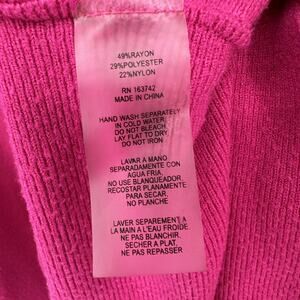 49%RAYON
29%POLYESTER
22%NYLON
RN 163742
MADE IN CHINA
HAND WASH SEPARATELY
IN COLD WATER
DO NOT BLEACH
LAY FLAT TO DRY
DO NOT IRON
LAVAR A MANO
SEPARADAMENTE CON
AGUA FRIA,
NO USE BLANQUEADOR
RECOSTAR PLANAMENTE
PARA SECAR,
NO PLANCHE
LAVER SEPAREMENT A
LA MAIN A L'EAU FROIDE.
NE PAS BLANCHIR.
SECHER A PLAT,
NE PAS REPASSER